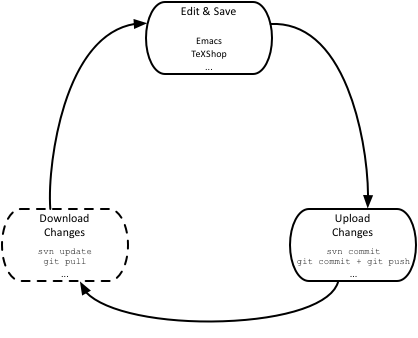 Edit & Save
Emacs
TeXShop
...
Download
Changes
svn update
git pull
...
Upload
Changes
svn commit
git commit + git push
...